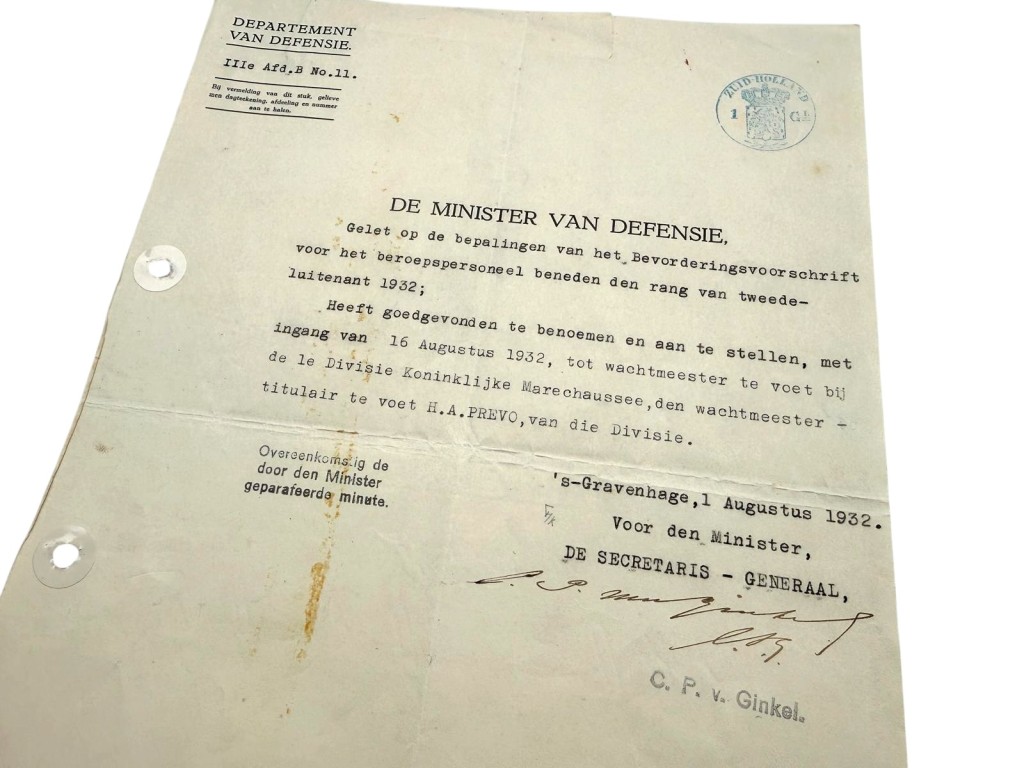 DEPARTEMENT
VAN DEFENSIE.
IIIe Afd.B No.11.
Bij vermelding van dit stuk, gelieve
men dagteekening, afdeeling en nummer
aan te halen.
ZUID-HOLLAND
1 Gl.
DE MINISTER VAN DEFENSIE,
Gelet op de bepalingen van het Bevorderingsvoorschrift
voor het beroepspersoneel beneden den rang van tweede-
luitenant 1932;
Heeft goedgevonden te benoemen en aan te stellen, met
ingang van 16 Augustus 1932, tot wachtmeester te voet bij
de 1e Divisie Koninklijke Marechaussee,den wachtmeester -
titulair te voet H.A.PREVO,van die Divisie.
Overeenkomstig de
door den Minister
geparafeerde minute.
's-Gravenhage,1 Augustus 1932.
Voor den Minister,
DE SECRETARIS - GENERAAL,
C. P. v. Ginkel.